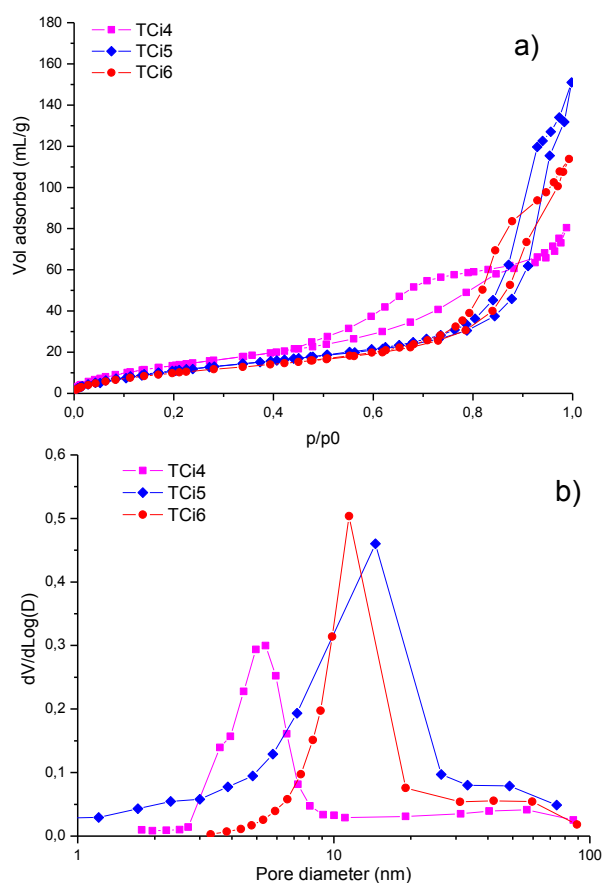 180
160
140
120
100
80
60
40
20
0
Vol adsorbed (mL/g)
TCi4
TCi5
TCi6
a)
0,0 0,2 0,4 0,6 0,8 1,0
p/p0
0,6
0,5
0,4
0,3
0,2
0,1
0,0
dV/dLog(D)
TCi4
TCi5
TCi6
b)
1 10 100
Pore diameter (nm)